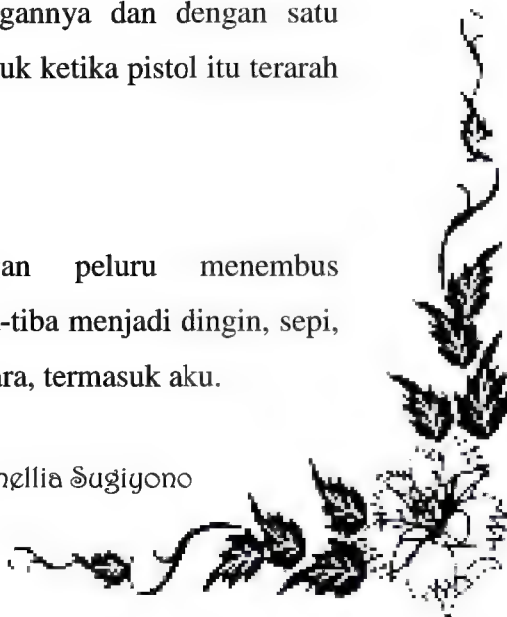 gannya dan dengan satu
uk ketika pistol itu terarah
an peluru menembus
-tiba menjadi dingin, sepi,
ara, termasuk aku.
nellia Sugiyono